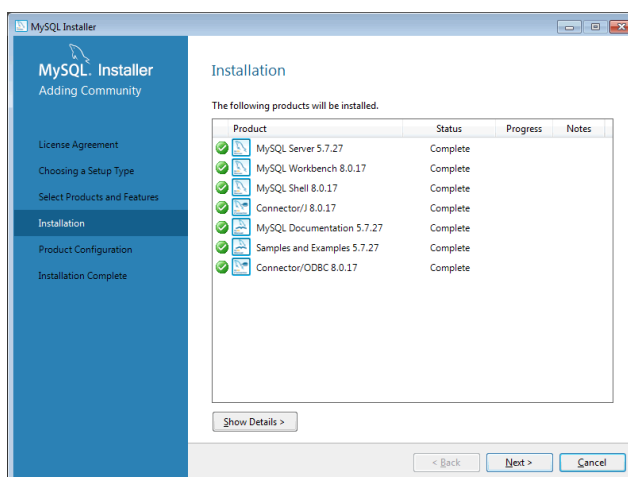 MySQL Installer
MySQL. Installer
Adding Community
License Agreement
Choosing a Setup Type
Select Products and Features
Installation
Product Configuration
Installation Complete
Installation
The following products will be installed.
Product Status Progress Notes
MySQL Server 5.7.27 Complete
MySQL Workbench 8.0.17 Complete
MySQL Shell 8.0.17 Complete
Connector/J 8.0.17 Complete
MySQL Documentation 5.7.27 Complete
Samples and Examples 5.7.27 Complete
Connector/ODBC 8.0.17 Complete
Show Details >
< Back Next > Cancel